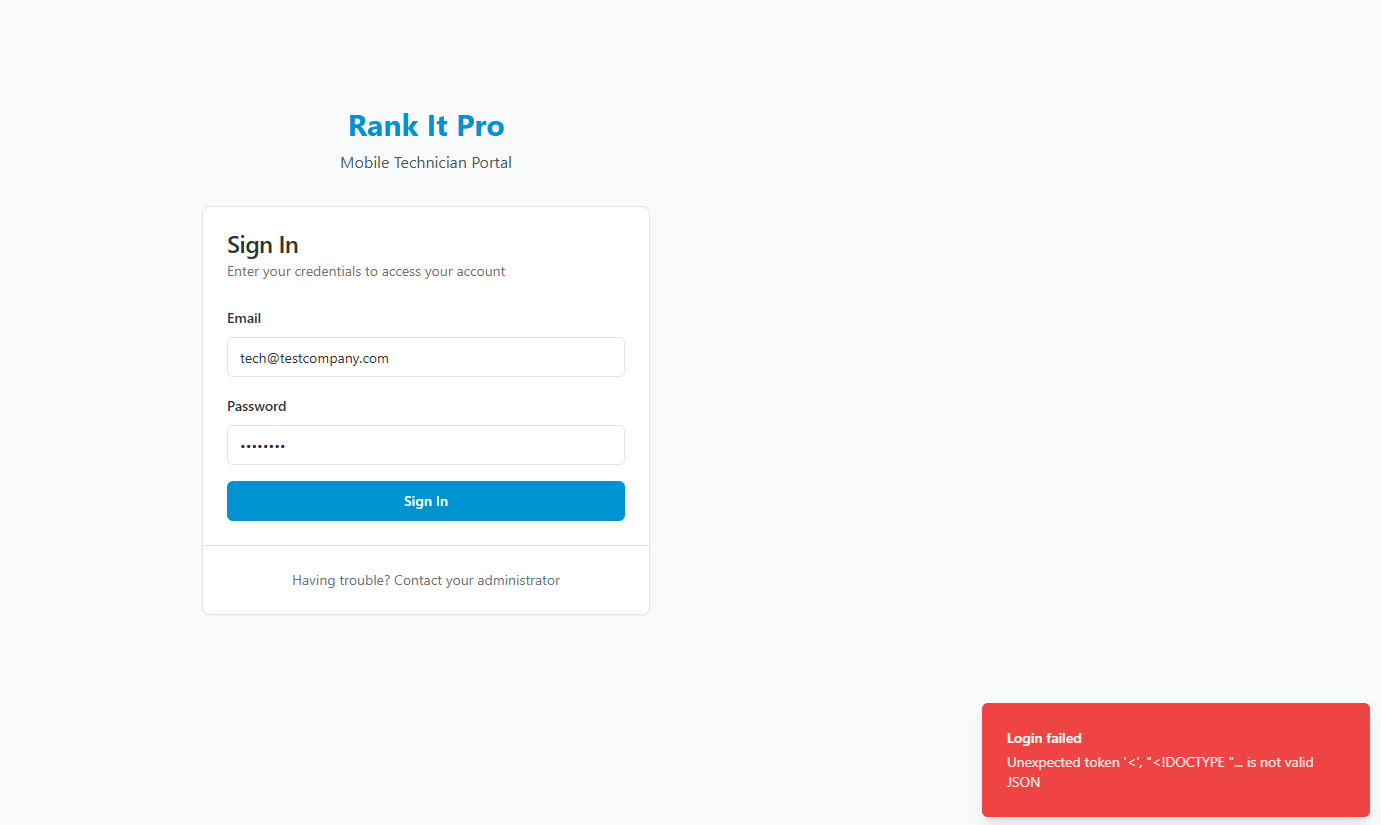 Rank It Pro
Mobile Technician Portal
Sign In
Enter your credentials to access your account
Email
tech@testcompany.com
Password
••••••••
Sign In
Having trouble? Contact your administrator
Login failed
Unexpected token '<', "<!DOCTYPE "... is not valid
JSON